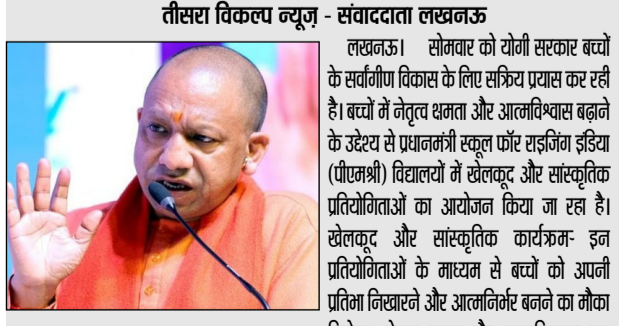 तीसरा विकल्प न्यूज़ - संवाददाता लखनऊ
लखनऊ। सोमवार को योगी सरकार बच्चों
के सर्वांगीण विकास के लिए सक्रिय प्रयास कर रही
है। बच्चों में नेतृत्व क्षमता और आत्मविश्वास बढ़ाने
के उद्देश्य से प्रधानमंत्री स्कूल फॉर राइजिंग इंडिया
(पीएमश्री) विद्यालयों में खेलकूद और सांस्कृतिक
प्रतियोगिताओं का आयोजन किया जा रहा है।
खेलकूद और सांस्कृतिक कार्यक्रम- इन
प्रतियोगिताओं के माध्यम से बच्चों को अपनी
प्रतिभा निखारने और आत्मनिर्भर बनने का मौका